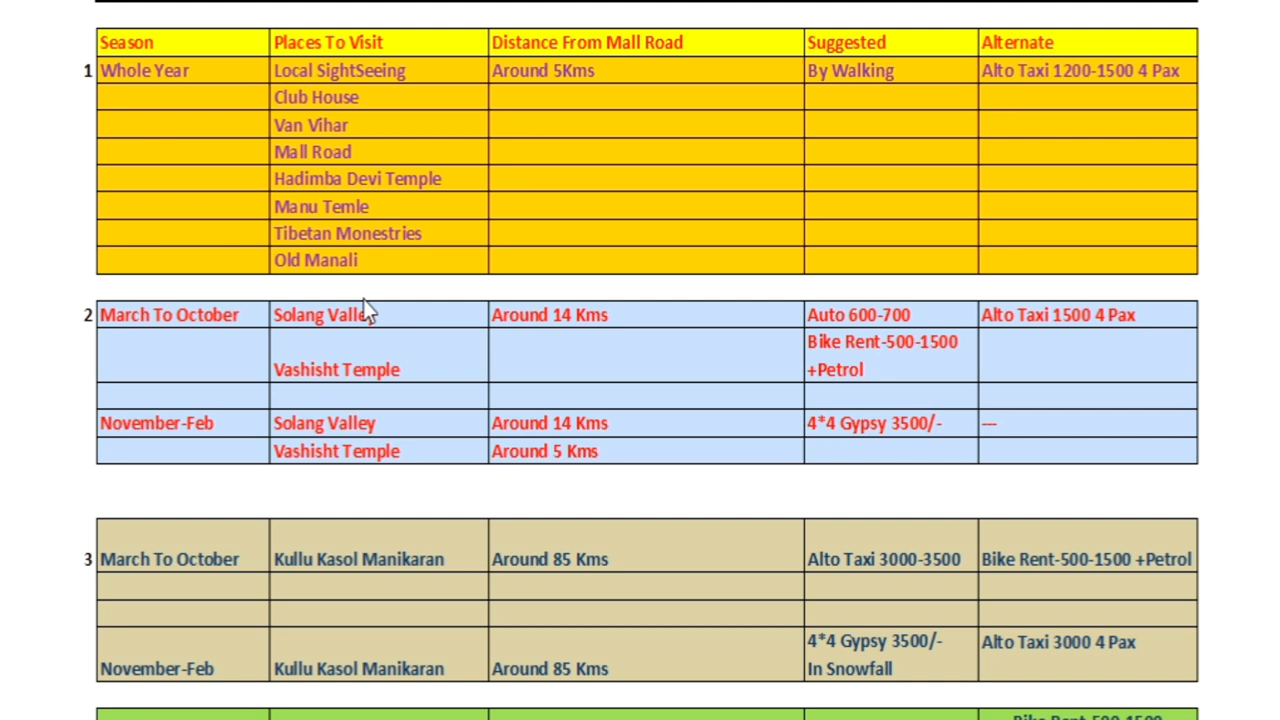 Season Places To Visit Distance From Mall Road Suggested Alternate
1 Whole Year Local SightSeeing Around 5Kms By Walking Alto Taxi 1200-1500 4 Pax
Club House
Van Vihar
Mall Road
Hadimba Devi Temple
Manu Temle
Tibetan Monestries
Old Manali
2 March To October Solang Valley Around 14 Kms Auto 600-700 Alto Taxi 1500 4 Pax
Bike Rent-500-1500
Vashisht Temple +Petrol
November-Feb Solang Valley Around 14 Kms 4*4 Gypsy 3500/- ---
Vashisht Temple Around 5 Kms
3 March To October Kullu Kasol Manikaran Around 85 Kms Alto Taxi 3000-3500 Bike Rent-500-1500 +Petrol
4*4 Gypsy 3500/- Alto Taxi 3000 4 Pax
November-Feb Kullu Kasol Manikaran Around 85 Kms In Snowfall
Bike Rent-500-1500